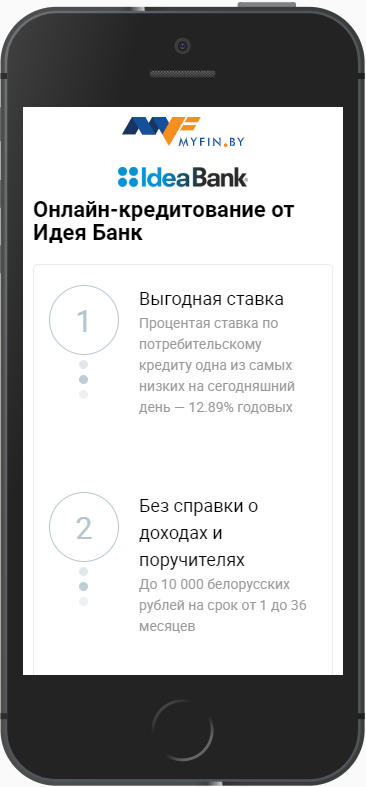 MYFIN.BY
IdeaBank
Онлайн-кредитование от
Идея Банк
1
Выгодная ставка
Процентая ставка по
потребительскому
кредиту одна из самых
низких на сегодняшний
день — 12.89% годовых
2
Без справки о
доходах и
поручителях
До 10 000 белорусских
рублей на срок от 1 до 36
месяцев